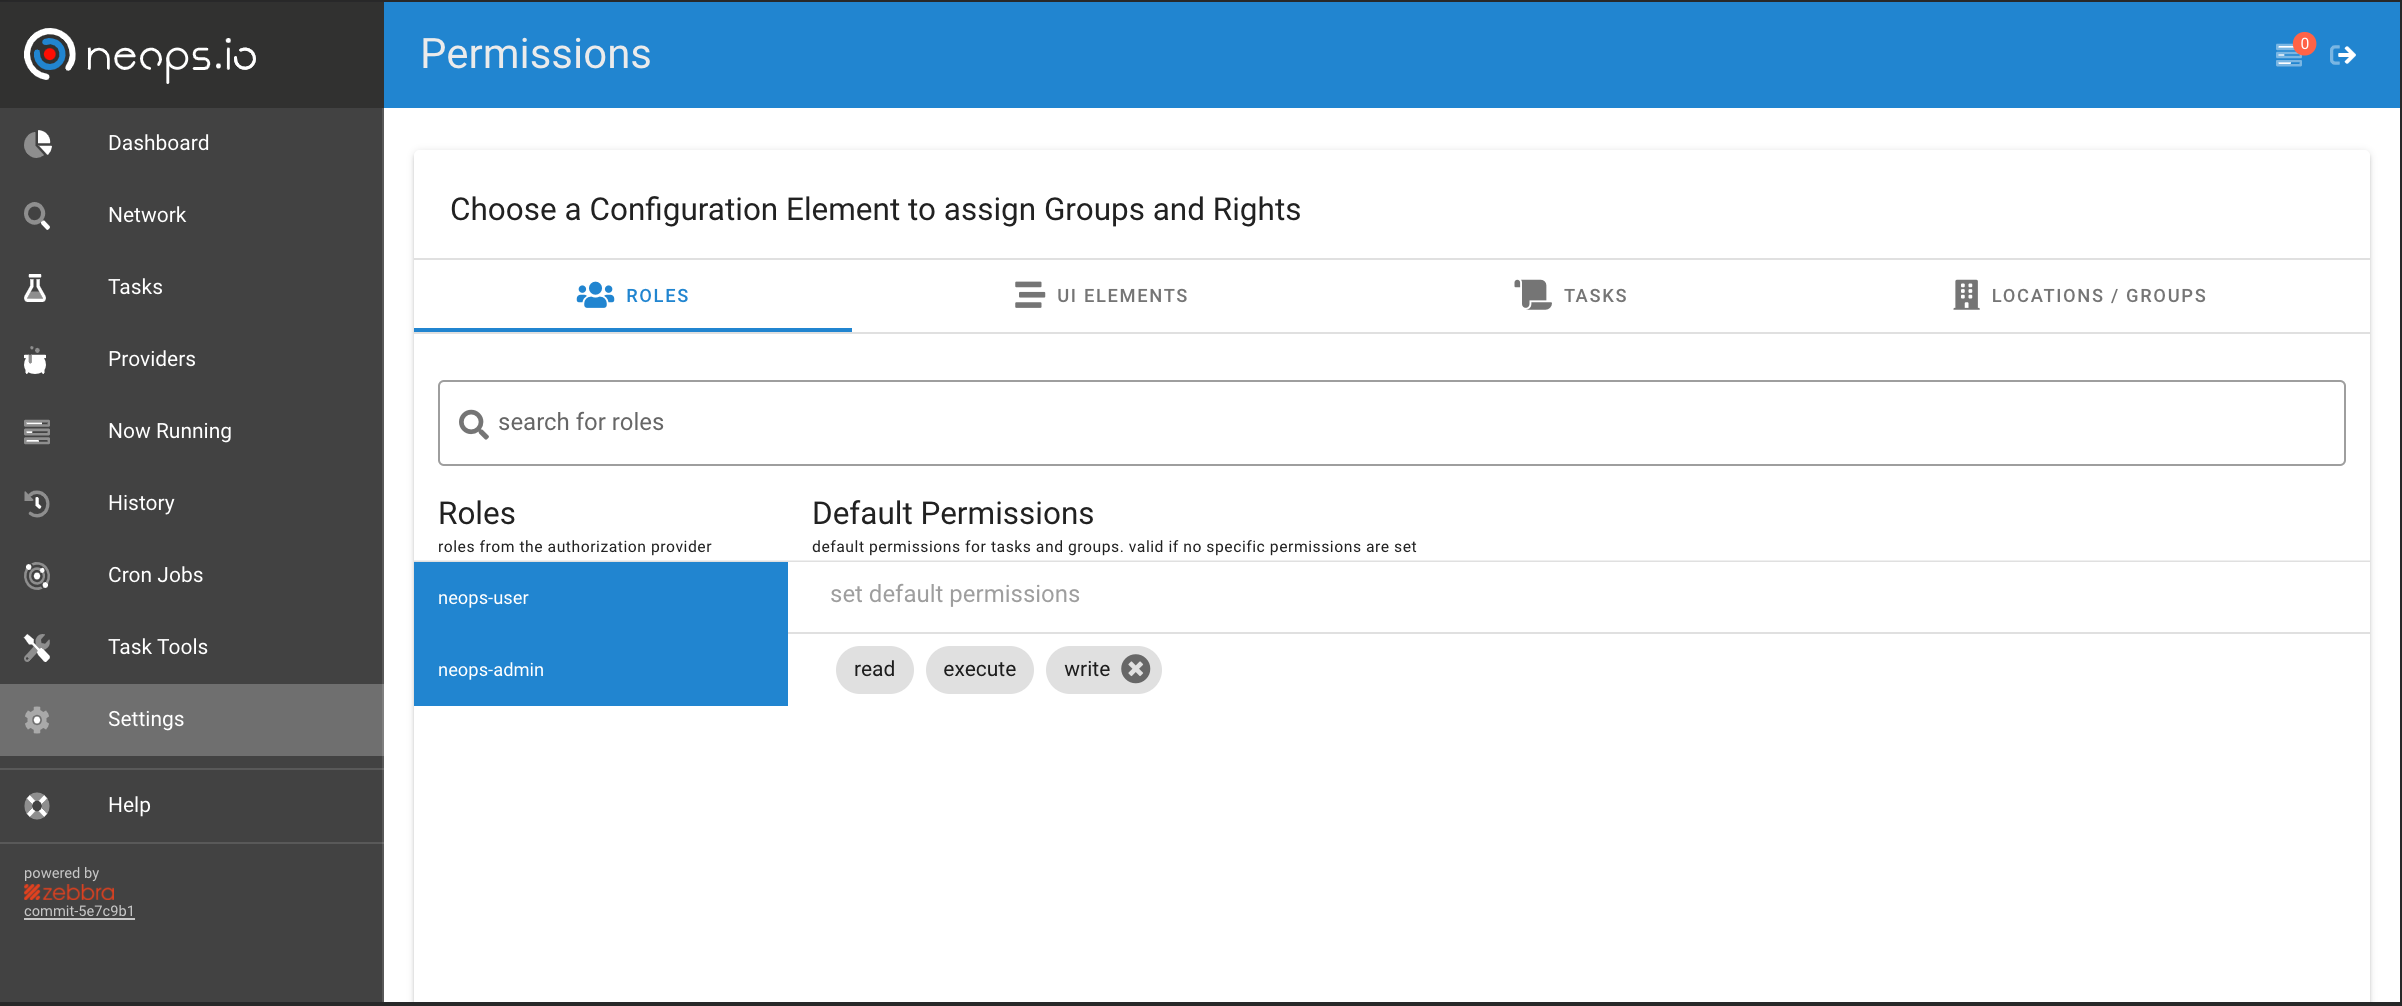 neops.io
Permissions
0
Dashboard
Network
Tasks
Providers
Now Running
History
Cron Jobs
Task Tools
Settings
Help
powered by
zebbra
commit-5e7c9b1
Choose a Configuration Element to assign Groups and Rights
ROLES
UI ELEMENTS
TASKS
LOCATIONS / GROUPS
search for roles
Roles
roles from the authorization provider
Default Permissions
default permissions for tasks and groups. valid if no specific permissions are set
neops-user
set default permissions
neops-admin
read execute write